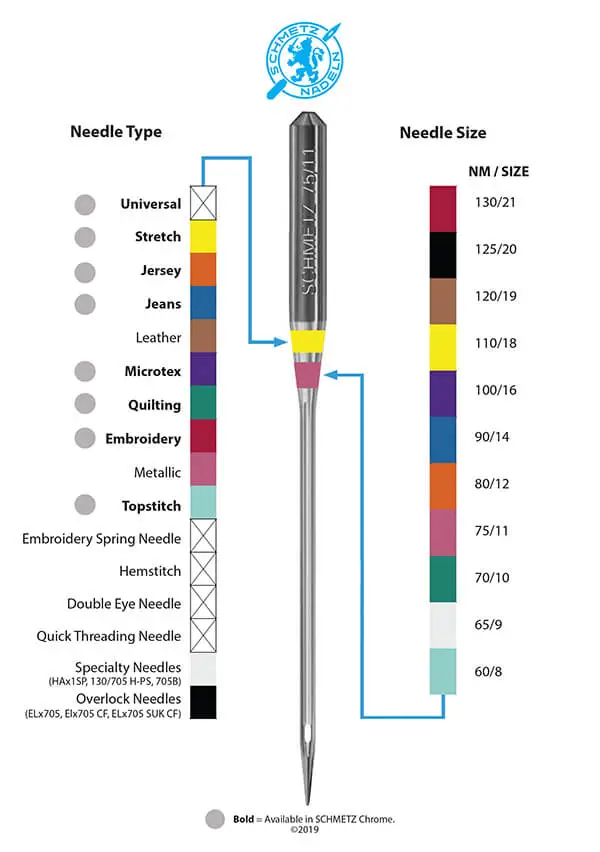 SCHMETZ
NADELN
Needle Type
Needle Size
NM / SIZE
SCHMETZ 75/11
Universal
Stretch
Jersey
Jeans
Leather
Microtex
Quilting
Embroidery
Metallic
Topstitch
Embroidery Spring Needle
Hemstitch
Double Eye Needle
Quick Threading Needle
Specialty Needles
(HAx1SP, 130/705 H-PS, 705B)
Overlock Needles
(ELx705, Elx705 CF, ELx705 SUK CF)
130/21
125/20
120/19
110/18
100/16
90/14
80/12
75/11
70/10
65/9
60/8
Bold = Available in SCHMETZ Chrome.
©2019